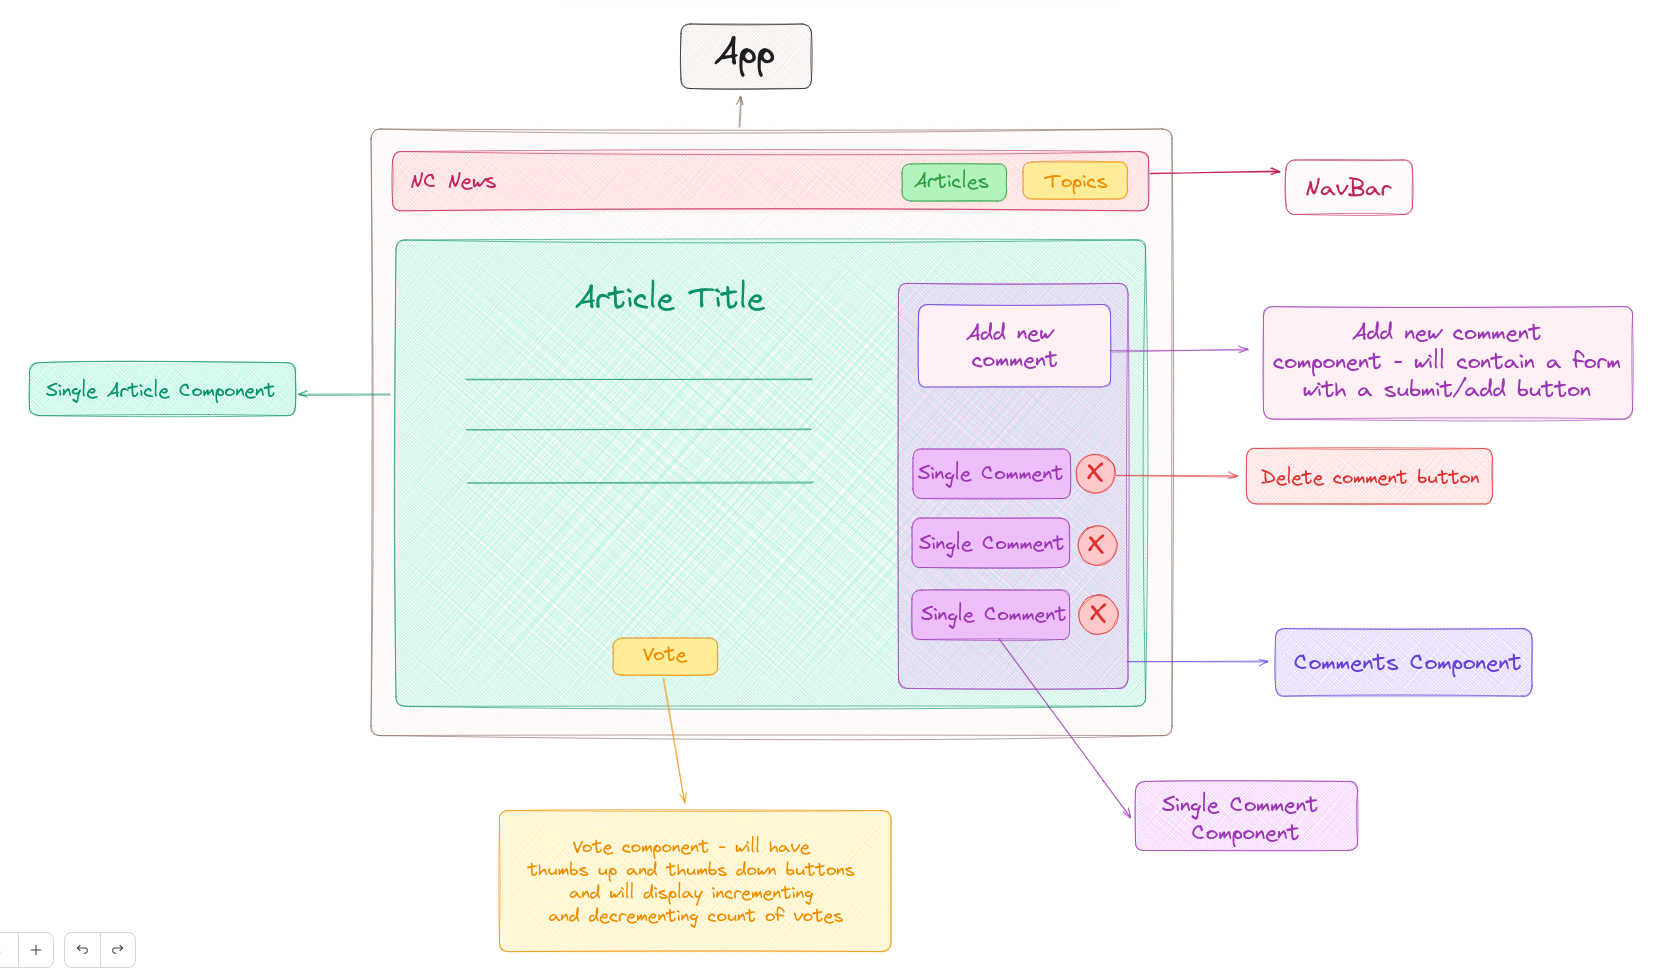 App
NC News
Articles
Topics
NavBar
Article Title
Add new
comment
Add new comment
component - will contain a form
with a submit/add button
Single Article Component
Single Comment
X
Delete comment button
Single Comment
X
Single Comment
X
Vote
Comments Component
Single Comment
Component
Vote component - will have
thumbs up and thumbs down buttons
and will display incrementing
and decrementing count of votes